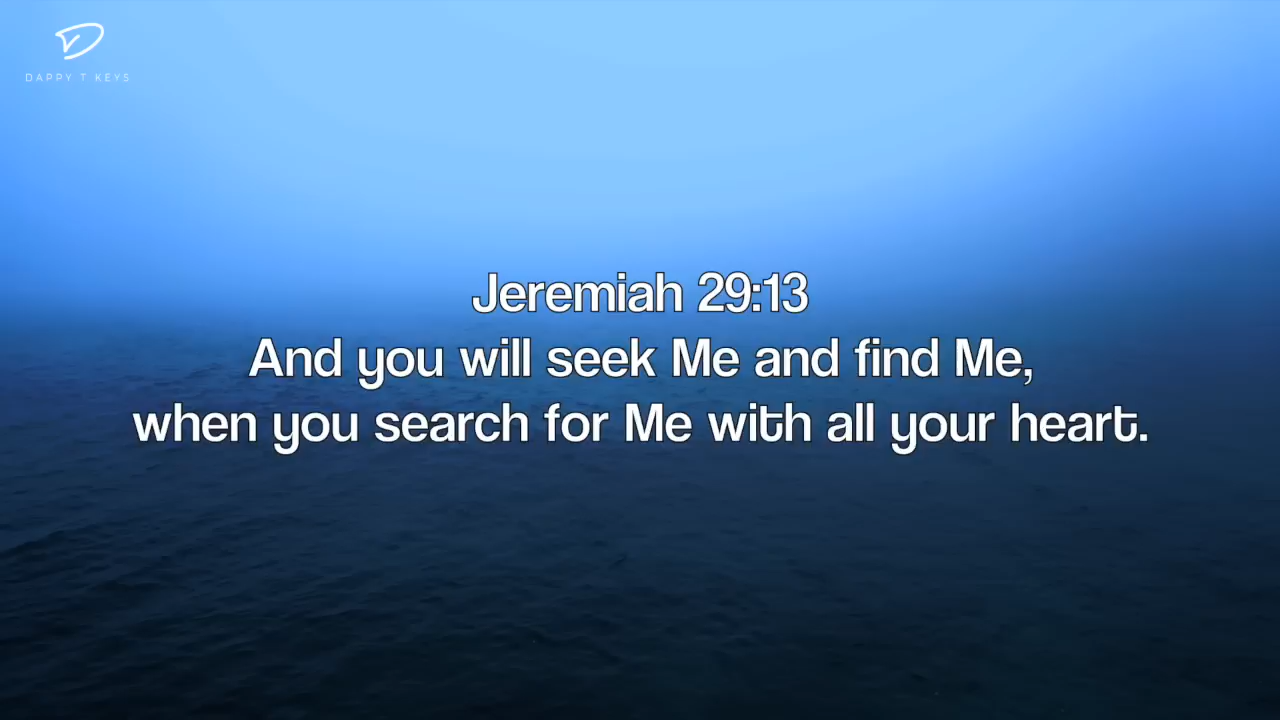 DAPPY T KEYS
Jeremiah 29:13
And you will seek Me and find Me,
when you search for Me with all your heart.